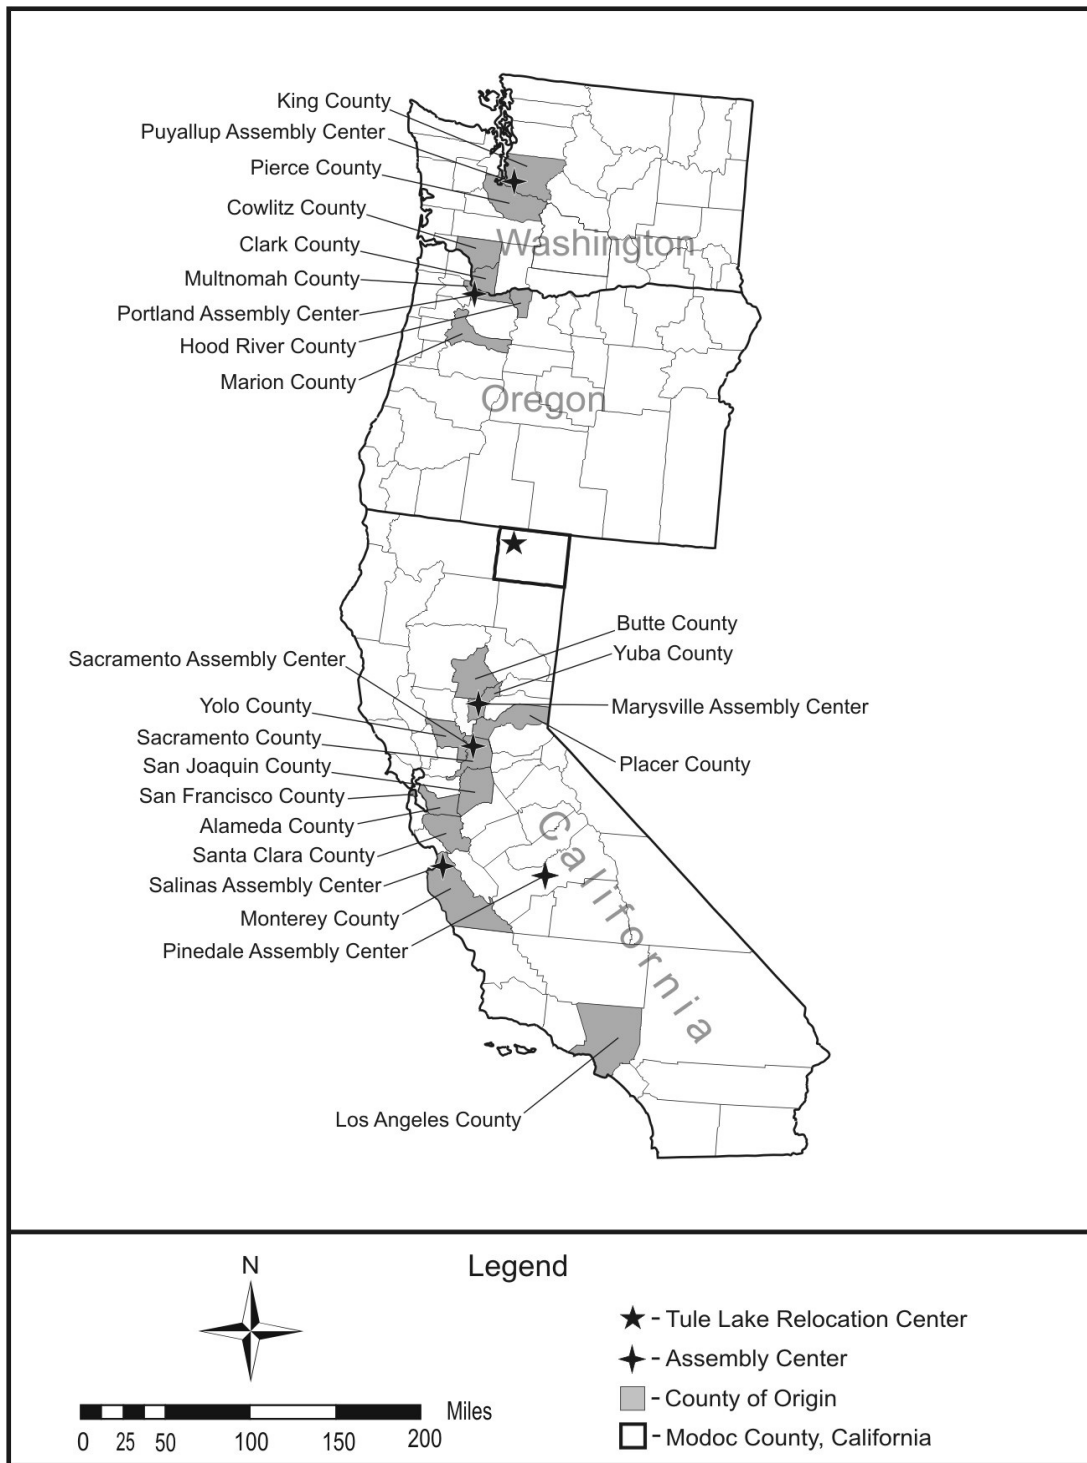 King County
Puyallup Assembly Center
Pierce County
Cowlitz County
Clark County
Washington
Multnomah County
Portland Assembly Center
Hood River County
Marion County
Oregon
Butte County
Yuba County
Sacramento Assembly Center
Yolo County
Marysville Assembly Center
Sacramento County
Placer County
San Joaquin County
San Francisco County
Alameda County
California
Santa Clara County
Salinas Assembly Center
Monterey County
Pinedale Assembly Center
Los Angeles County
N
Legend
- Tule Lake Relocation Center
- Assembly Center
- County of Origin
- Modoc County, California
Miles
0 25 50 100 150 200